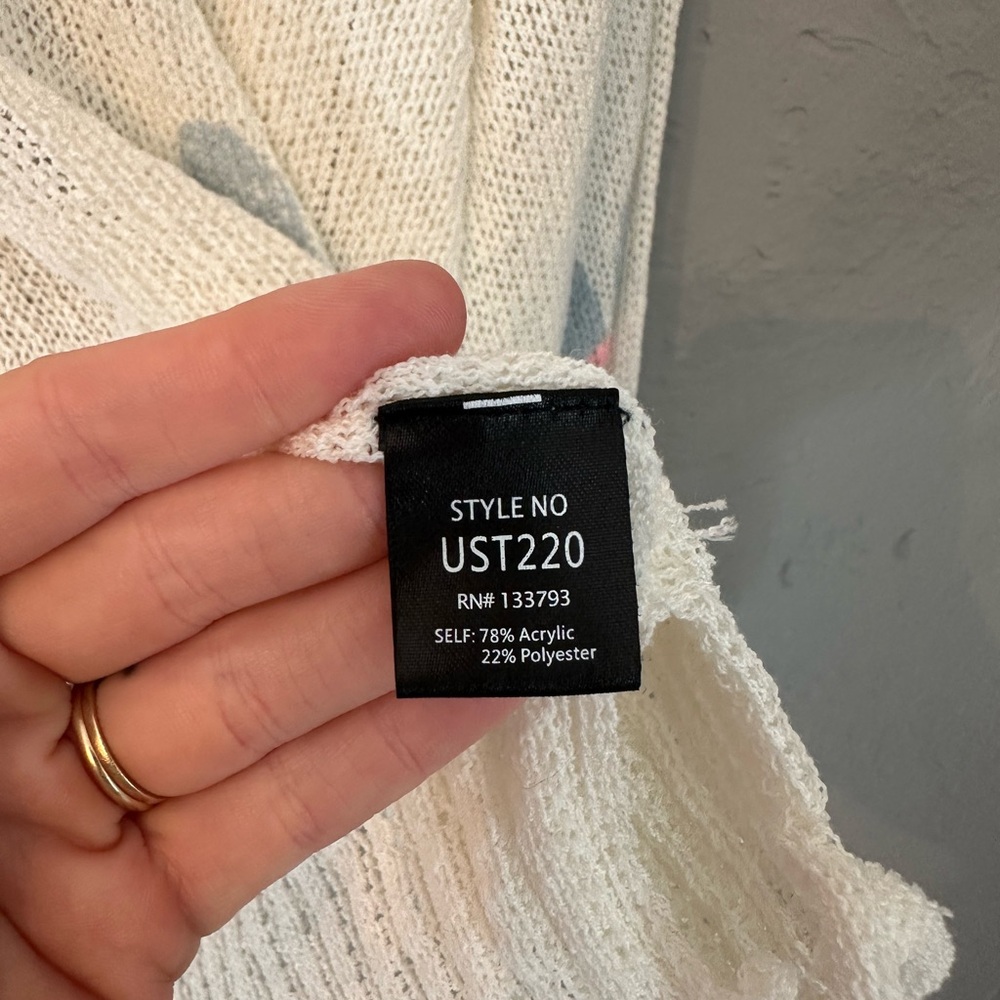 STYLE NO
UST220
RN# 133793
SELF: 78% Acrylic
22% Polyester